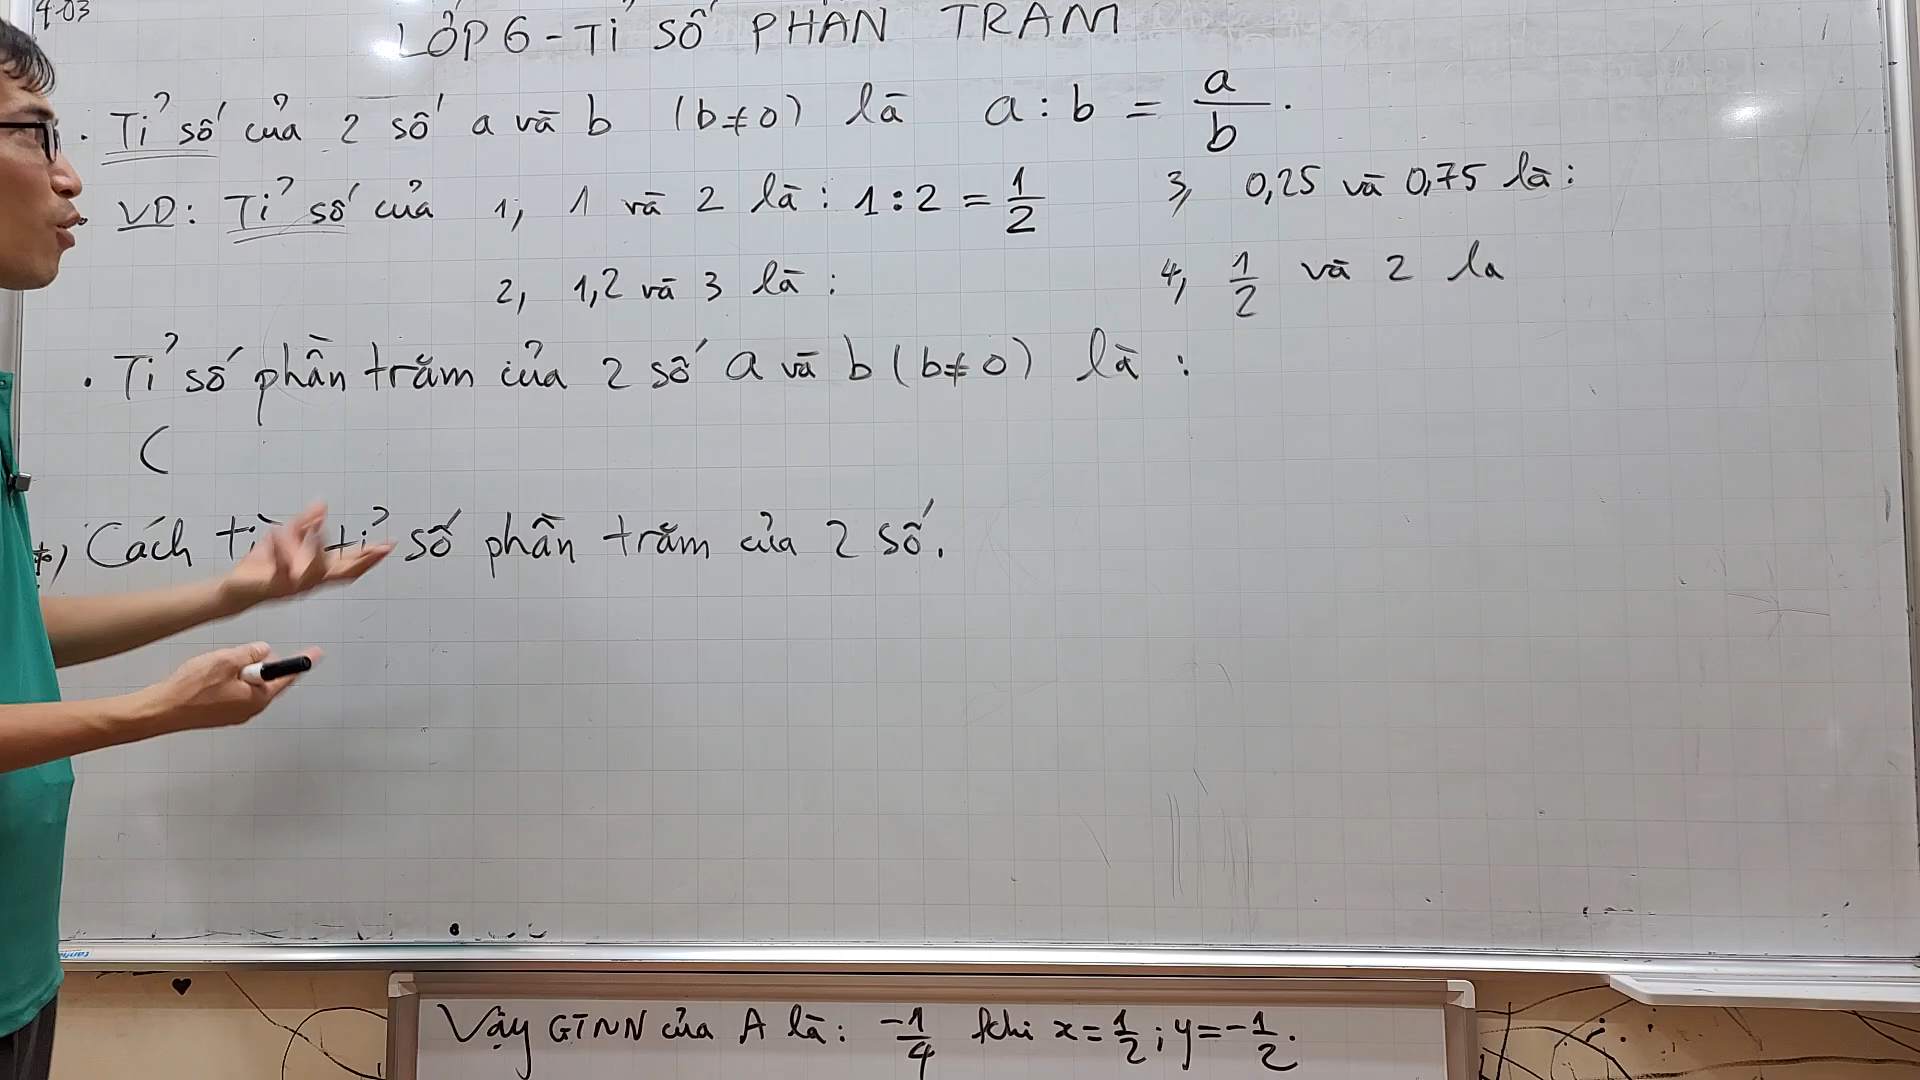 4.03
LỚP 6 - TỈ SỐ PHẦN TRĂM
. Tỉ số của 2 số a và b (b≠0) là a : b = a/b.
. VD: Tỉ số của 1, 1 và 2 là : 1:2 = 1/2
3, 0,25 và 0,75 là :
2, 1,2 và 3 là :
4, 1/2 và 2 la
. Tỉ số phần trăm của 2 số a và b (b≠0) là :
(
*) Cách tỉ số phần trăm của 2 số.
Vậy GTNN của A là: -1/4 khi x = 1/2 ; y = -1/2.